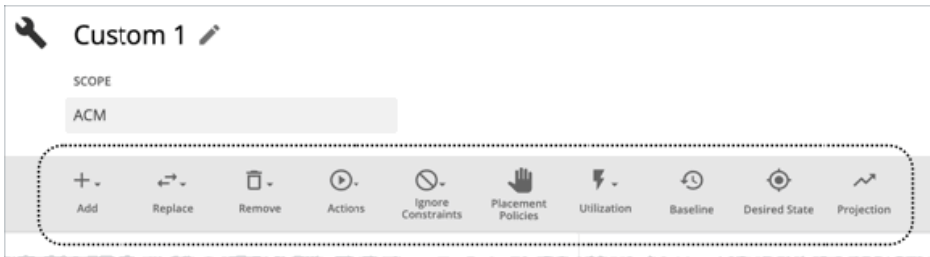 Custom 1
SCOPE
ACM
Add
Replace
Remove
Actions
Ignore
Constraints
Placement
Policies
Utilization
Baseline
Desired State
Projection